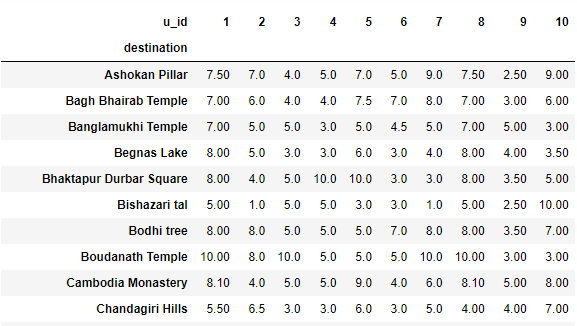 u_id 1 2 3 4 5 6 7 8 9 10
destination
Ashokan Pillar 7.50 7.0 4.0 5.0 7.0 5.0 9.0 7.50 2.50 9.00
Bagh Bhairab Temple 7.00 6.0 4.0 4.0 7.5 7.0 8.0 7.00 3.00 6.00
Banglamukhi Temple 7.00 5.0 5.0 3.0 5.0 4.5 5.0 7.00 5.00 3.00
Begnas Lake 8.00 5.0 3.0 3.0 6.0 3.0 4.0 8.00 4.00 3.50
Bhaktapur Durbar Square 8.00 4.0 5.0 10.0 10.0 3.0 3.0 8.00 3.50 5.00
Bishazari tal 5.00 1.0 5.0 5.0 3.0 3.0 1.0 5.00 2.50 10.00
Bodhi tree 8.00 8.0 5.0 5.0 5.0 7.0 8.0 8.00 3.50 7.00
Boudanath Temple 10.00 8.0 10.0 5.0 5.0 5.0 10.0 10.00 3.00 3.00
Cambodia Monastery 8.10 4.0 5.0 5.0 9.0 4.0 6.0 8.10 5.00 8.00
Chandagiri Hills 5.50 6.5 3.0 3.0 6.0 3.0 5.0 4.00 4.00 7.00